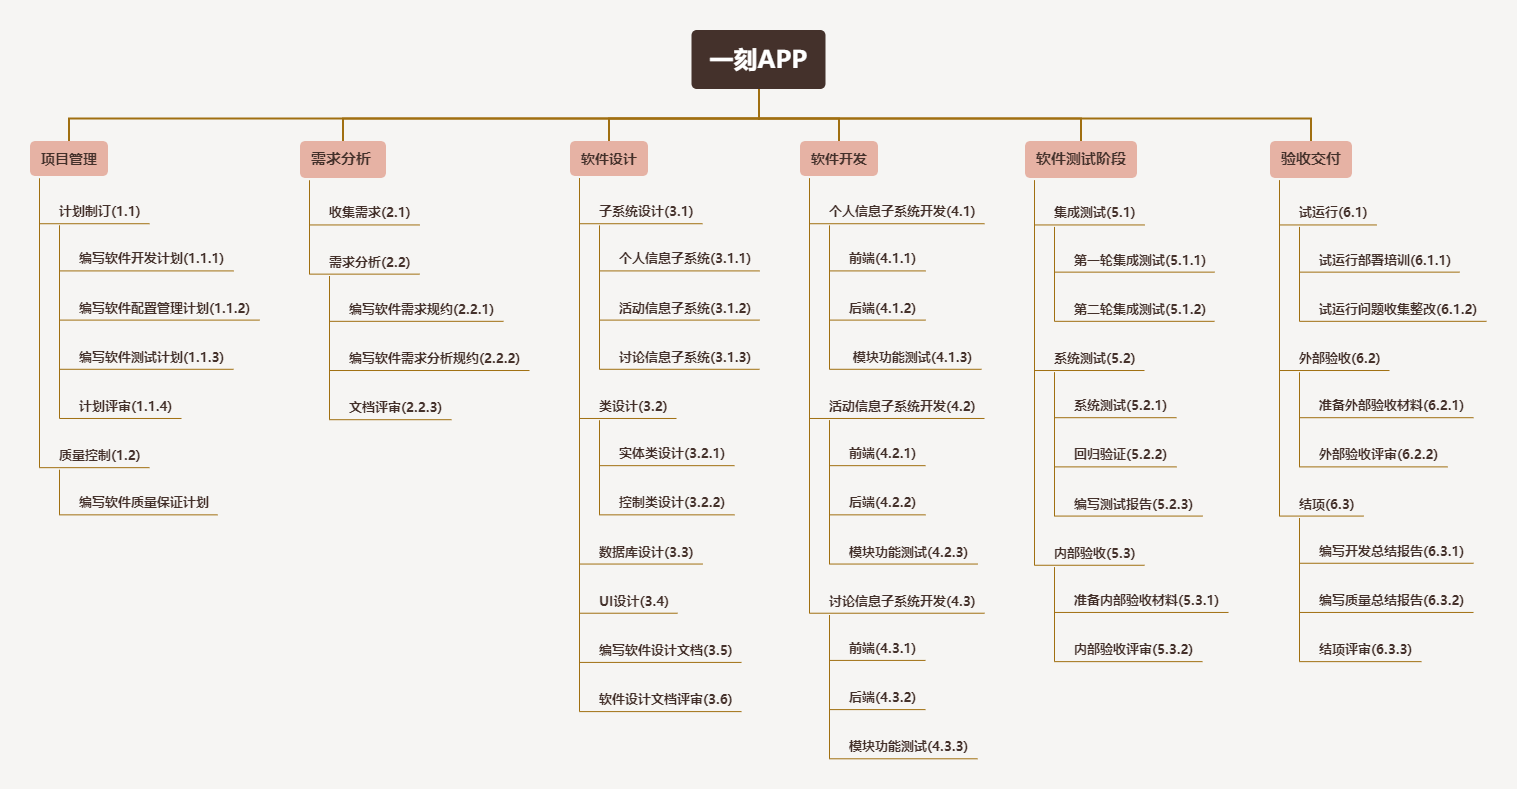 一刻APP
项目管理
计划制订(1.1)
编写软件开发计划(1.1.1)
编写软件配置管理计划(1.1.2)
编写软件测试计划(1.1.3)
计划评审(1.1.4)
质量控制(1.2)
编写软件质量保证计划
需求分析
收集需求(2.1)
需求分析(2.2)
编写软件需求规约(2.2.1)
编写软件需求分析规约(2.2.2)
文档评审(2.2.3)
软件设计
子系统设计(3.1)
个人信息子系统(3.1.1)
活动信息子系统(3.1.2)
讨论信息子系统(3.1.3)
类设计(3.2)
实体类设计(3.2.1)
控制类设计(3.2.2)
数据库设计(3.3)
UI设计(3.4)
编写软件设计文档(3.5)
软件设计文档评审(3.6)
软件开发
个人信息子系统开发(4.1)
前端(4.1.1)
后端(4.1.2)
模块功能测试(4.1.3)
活动信息子系统开发(4.2)
前端(4.2.1)
后端(4.2.2)
模块功能测试(4.2.3)
讨论信息子系统开发(4.3)
前端(4.3.1)
后端(4.3.2)
模块功能测试(4.3.3)
软件测试阶段
集成测试(5.1)
第一轮集成测试(5.1.1)
第二轮集成测试(5.1.2)
系统测试(5.2)
系统测试(5.2.1)
回归验证(5.2.2)
编写测试报告(5.2.3)
内部验收(5.3)
准备内部验收材料(5.3.1)
内部验收评审(5.3.2)
验收交付
试运行(6.1)
试运行部署培训(6.1.1)
试运行问题收集整改(6.1.2)
外部验收(6.2)
准备外部验收材料(6.2.1)
外部验收评审(6.2.2)
结项(6.3)
编写开发总结报告(6.3.1)
编写质量总结报告(6.3.2)
结项评审(6.3.3)